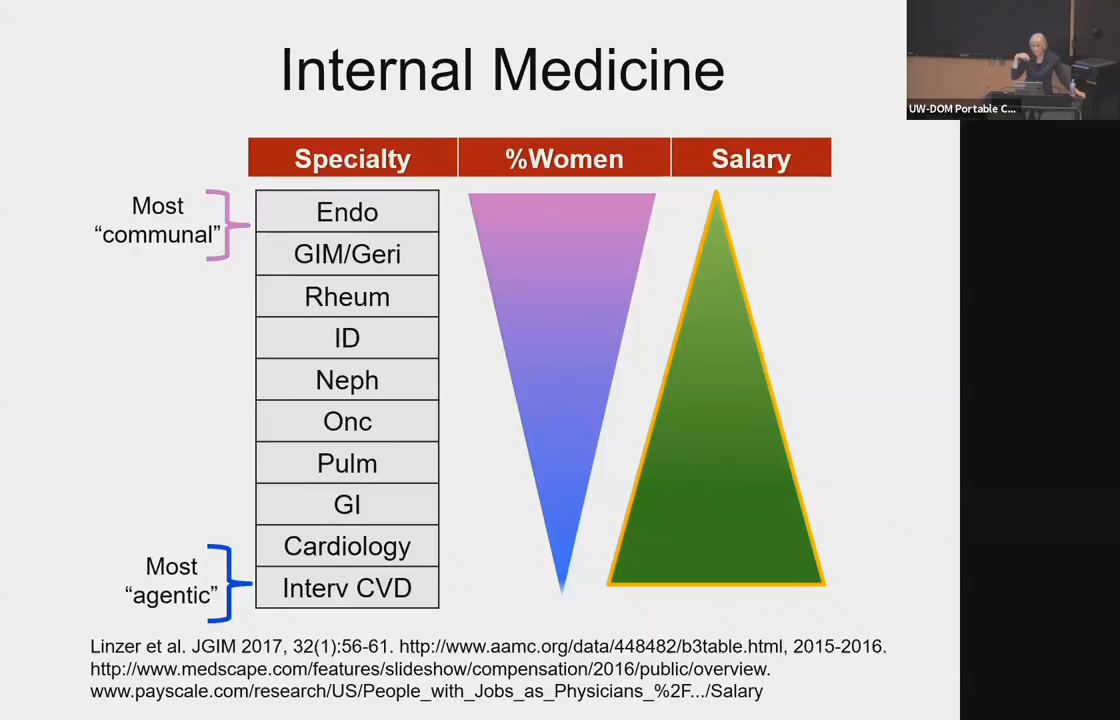 Internal Medicine
UW-DOM Portable C...
Specialty %Women Salary
Most
“communal”
Endo
GIM/Geri
Rheum
ID
Neph
Onc
Pulm
GI
Cardiology
Most
“agentic”
Interv CVD
Linzer et al. JGIM 2017, 32(1):56-61. http://www.aamc.org/data/448482/b3table.html, 2015-2016.
http://www.medscape.com/features/slideshow/compensation/2016/public/overview.
www.payscale.com/research/US/People_with_Jobs_as_Physicians_%2F.../Salary